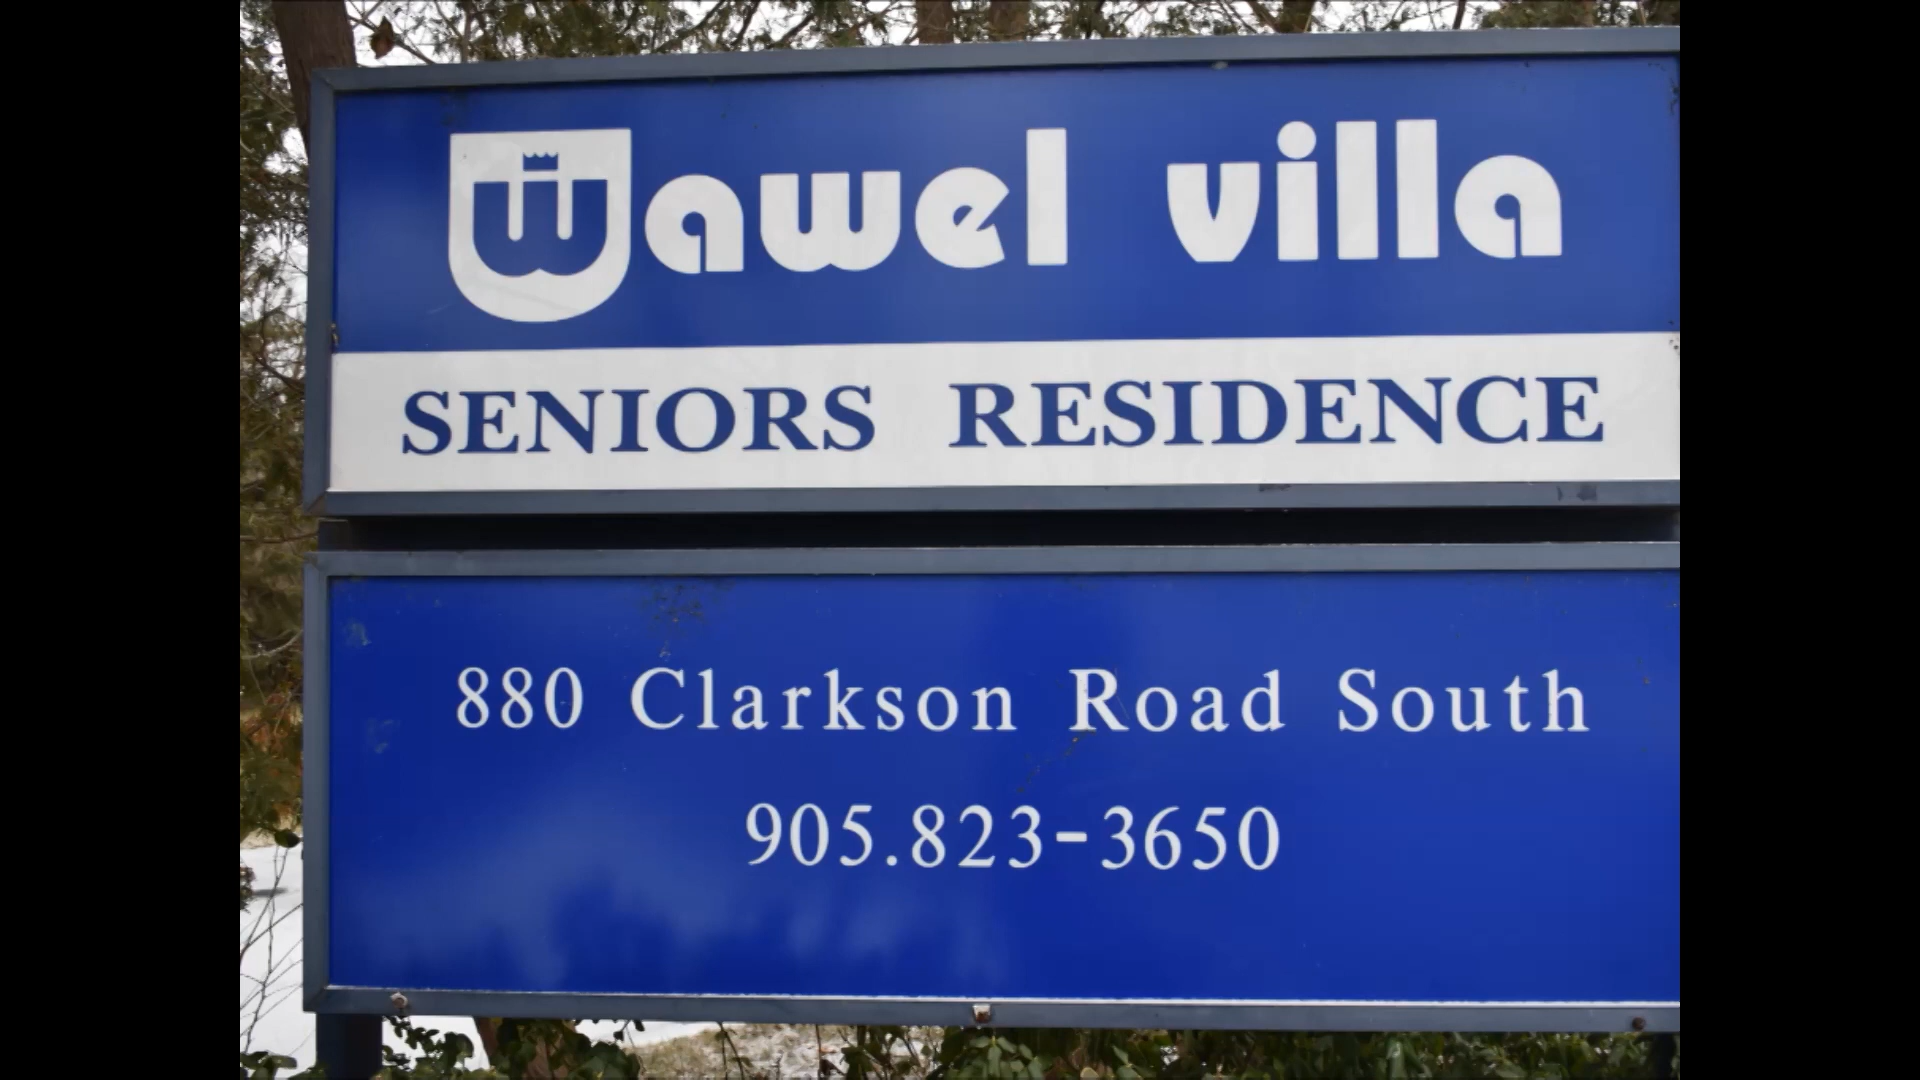 Wawel villa
SENIORS RESIDENCE
880 Clarkson Road South
905.823-3650